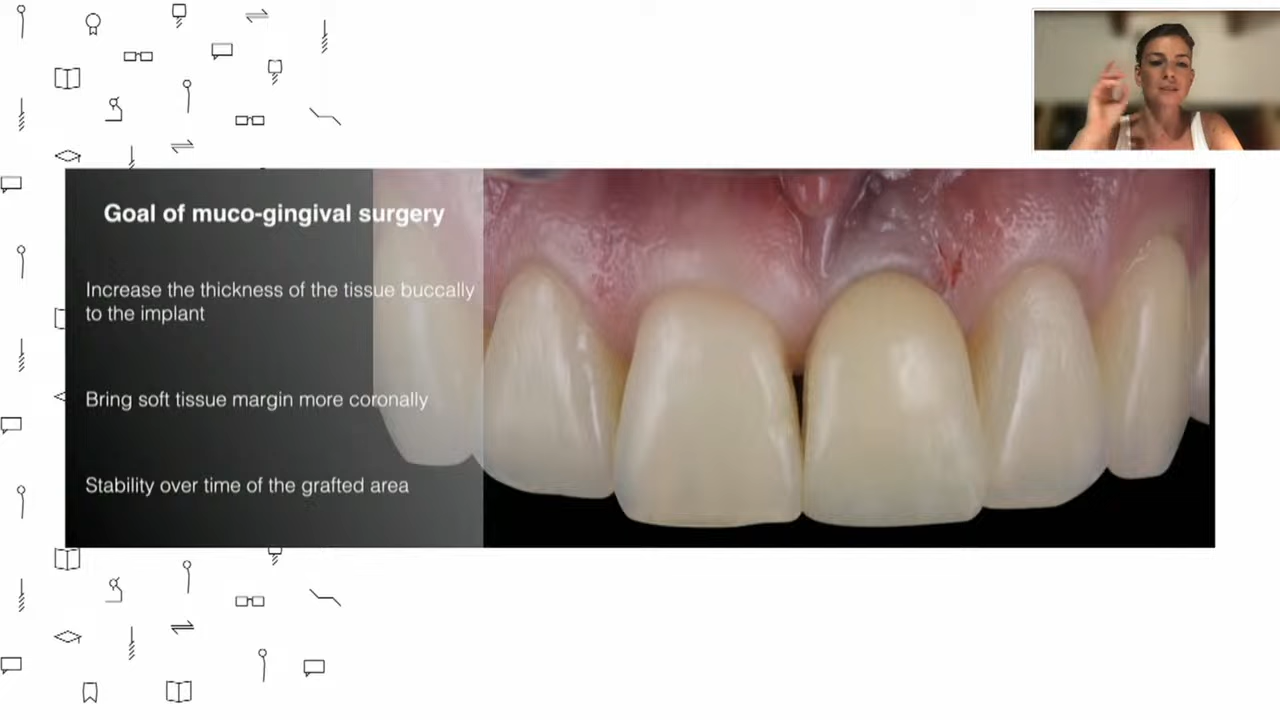 Goal of muco-gingival surgery
Increase the thickness of the tissue buccally
to the implant
Bring soft tissue margin more coronally
Stability over time of the grafted area